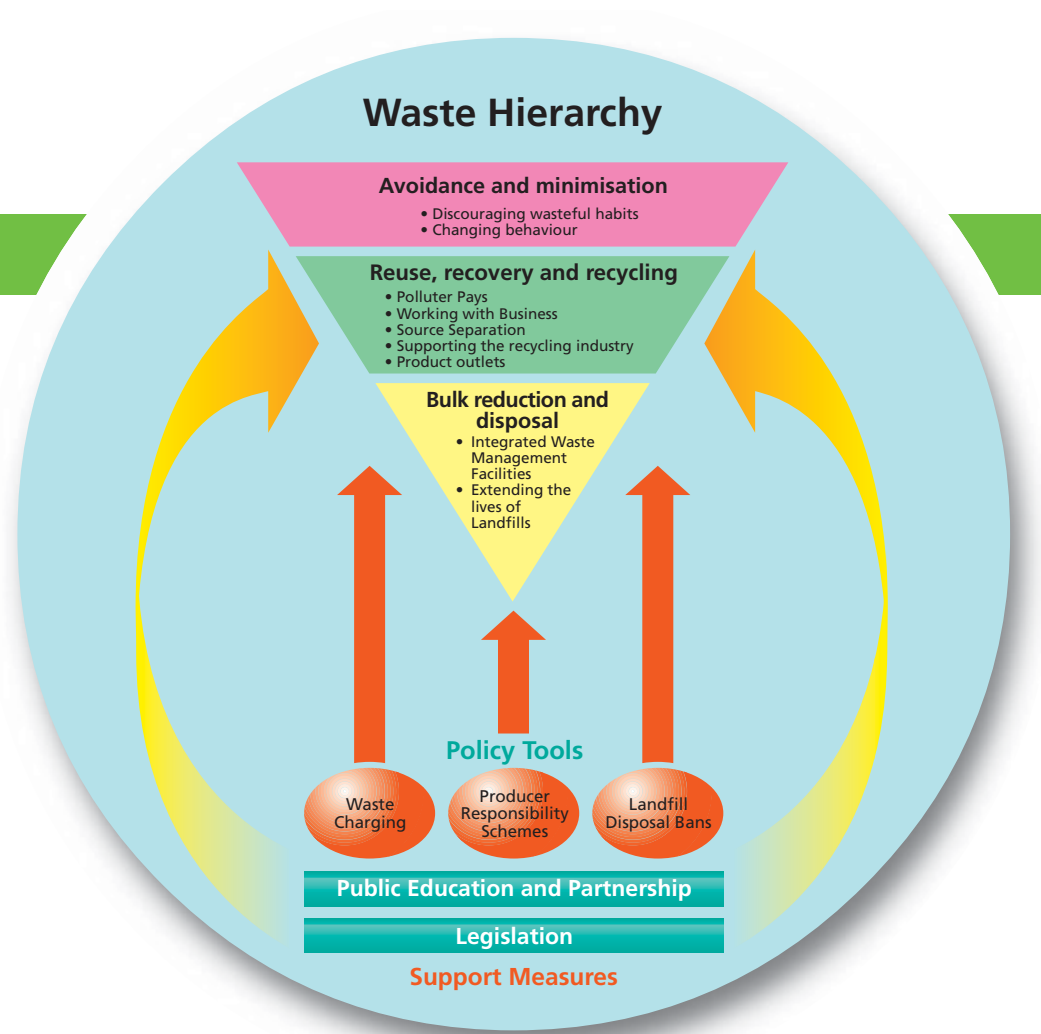 Waste Hierarchy
Avoidance and minimisation
• Discouraging wasteful habits
• Changing behaviour
Reuse, recovery and recycling
• Polluter Pays
• Working with Business
• Source Separation
• Supporting the recycling industry
• Product outlets
Bulk reduction and
disposal
• Integrated Waste
Management
Facilities
• Extending the
lives of
Landfills
Policy Tools
Waste
Charging
Producer
Responsibility
Schemes
Landfill
Disposal Bans
Public Education and Partnership
Legislation
Support Measures